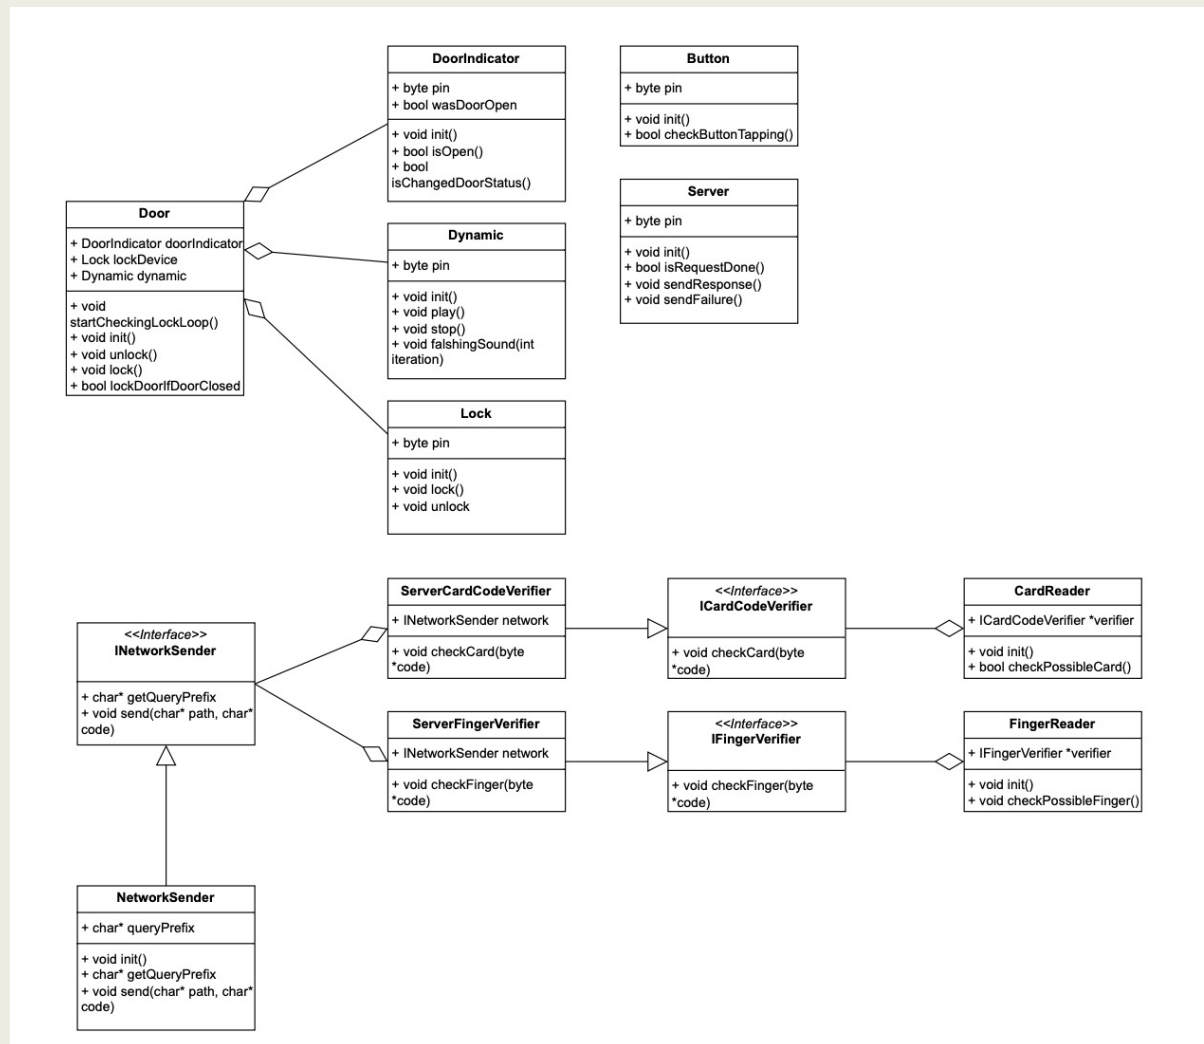 DoorIndicator
+ byte pin
+ bool wasDoorOpen
+ void init()
+ bool isOpen()
+ bool
isChangedDoorStatus()
Button
+ byte pin
+ void init()
+ bool checkButtonTapping()
Server
+ byte pin
+ void init()
+ bool isRequestDone()
+ void sendResponse()
+ void sendFailure()
Door
+ DoorIndicator doorIndicator
+ Lock lockDevice
+ Dynamic dynamic
+ void
startCheckingLockLoop()
+ void init()
+ void unlock()
+ void lock()
+ bool lockDoorIfDoorClosed
Dynamic
+ byte pin
+ void init()
+ void play()
+ void stop()
+ void falshingSound(int
iteration)
Lock
+ byte pin
+ void init()
+ void lock()
+ void unlock
<<Interface>>
INetworkSender
+ char* getQueryPrefix
+ void send(char* path, char*
code)
ServerCardCodeVerifier
+ INetworkSender network
+ void checkCard(byte
*code)
<<Interface>>
ICardCodeVerifier
+ void checkCard(byte
*code)
CardReader
+ ICardCodeVerifier *verifier
+ void init()
+ bool checkPossibleCard()
ServerFingerVerifier
+ INetworkSender network
+ void checkFinger(byte
*code)
<<Interface>>
IFingerVerifier
+ void checkFinger(byte
*code)
FingerReader
+ IFingerVerifier *verifier
+ void init()
+ void checkPossibleFinger()
NetworkSender
+ char* queryPrefix
+ void init()
+ char* getQueryPrefix
+ void send(char* path, char*
code)